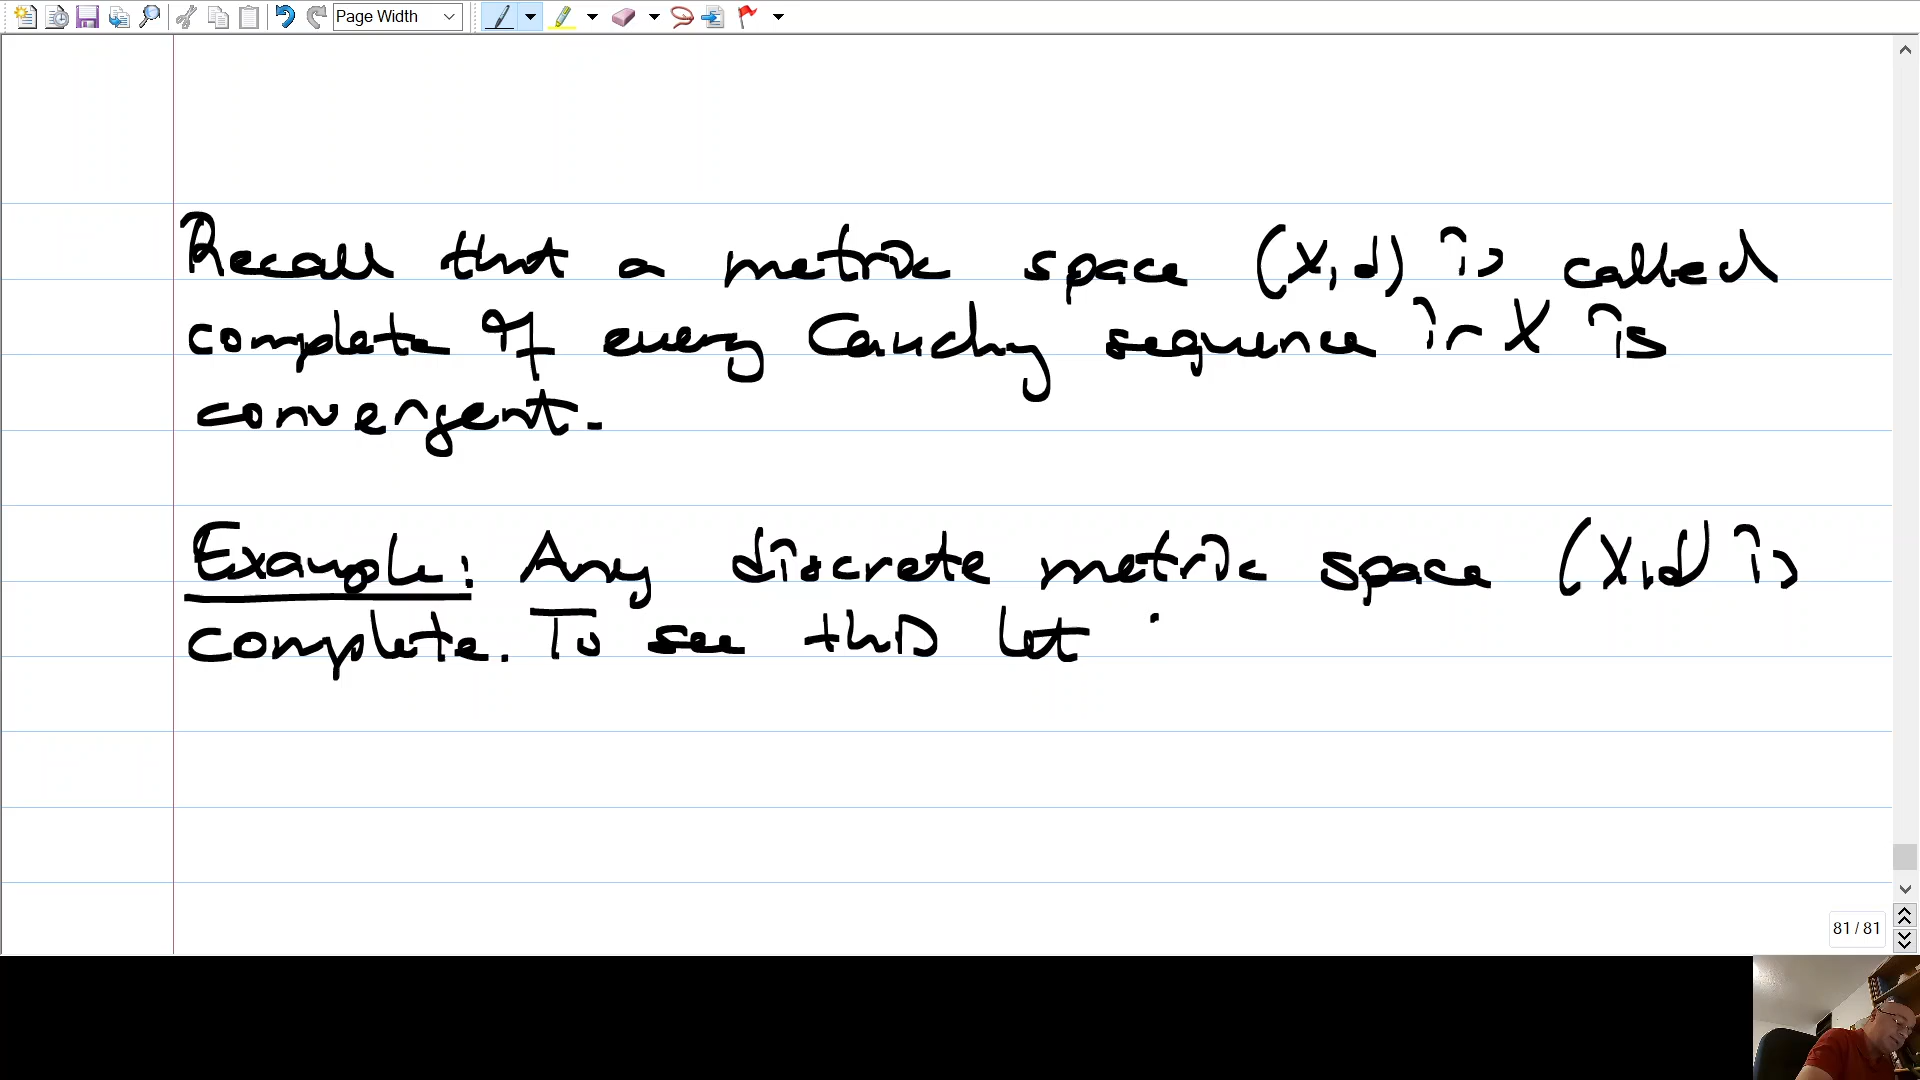 Page Width
Recall that a metric space (X,d) is called
complete if every Cauchy sequence in X is
convergent.
Example: Any discrete metric space (X,d) is
complete. To see this let
81 / 81